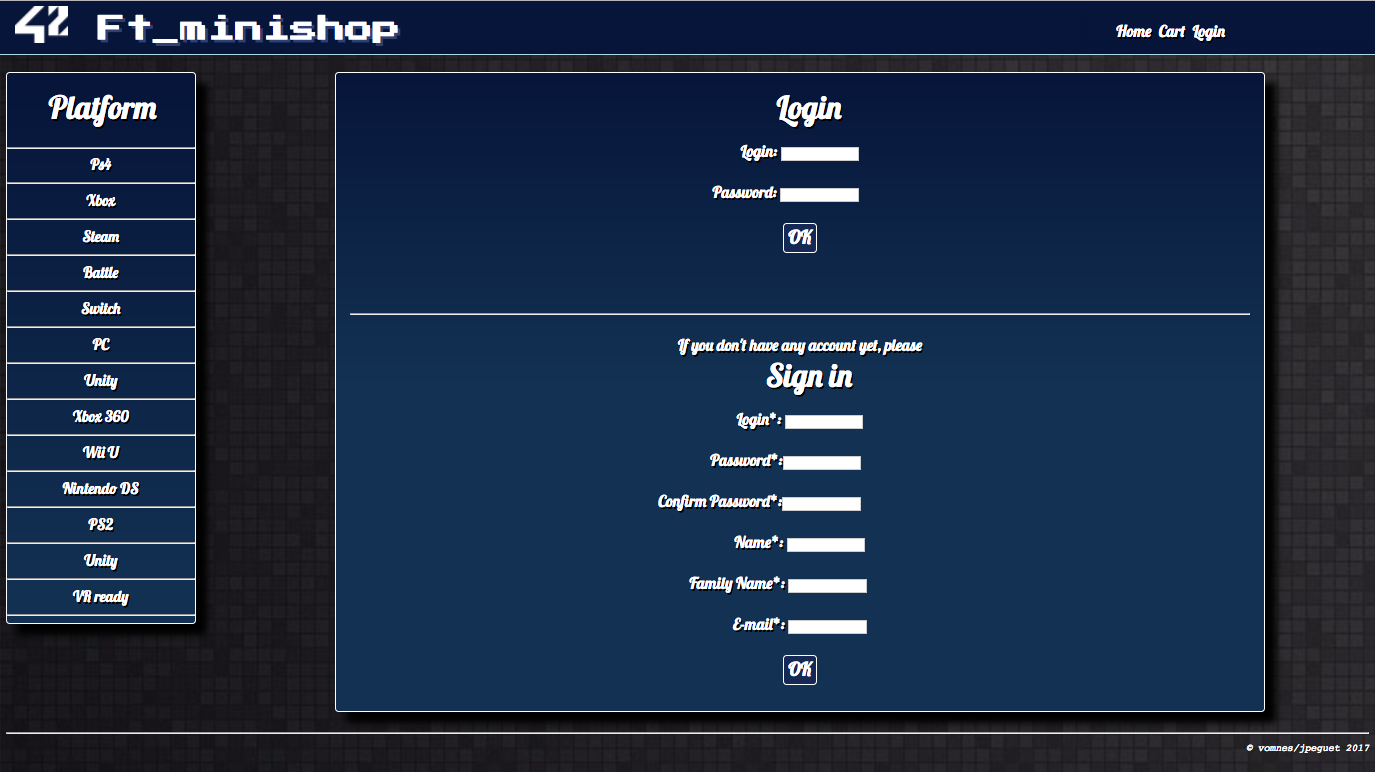 42 Ft_minishop
Home Cart Login
Platform
Ps4
Xbox
Steam
Battle
Switch
PC
Unity
Xbox 360
Wii U
Nintendo DS
PS2
Unity
VR ready
Login
Login:
Password:
OK
If you don't have any account yet, please
Sign in
Login*:
Password*:
Confirm Password*:
Name*:
Family Name*:
E-mail*:
OK
© vomnes/jpeguet 2017